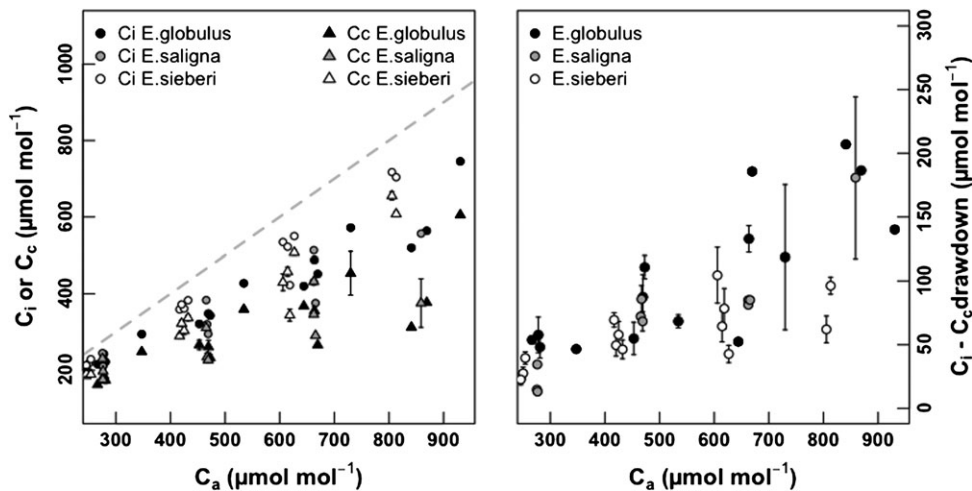 Ci E.globulus
Ci E.saligna
Ci E.sieberi
Cc E.globulus
Cc E.saligna
Cc E.sieberi
1000
800
600
400
200
Ci or Cc (μmol mol−1)
300 400 500 600 700 800 900
Ca (μmol mol−1)
E.globulus
E.saligna
E.sieberi
300
250
200
150
100
50
0
Ci - Cc drawdown (μmol mol−1)
300 400 500 600 700 800 900
Ca (μmol mol−1)